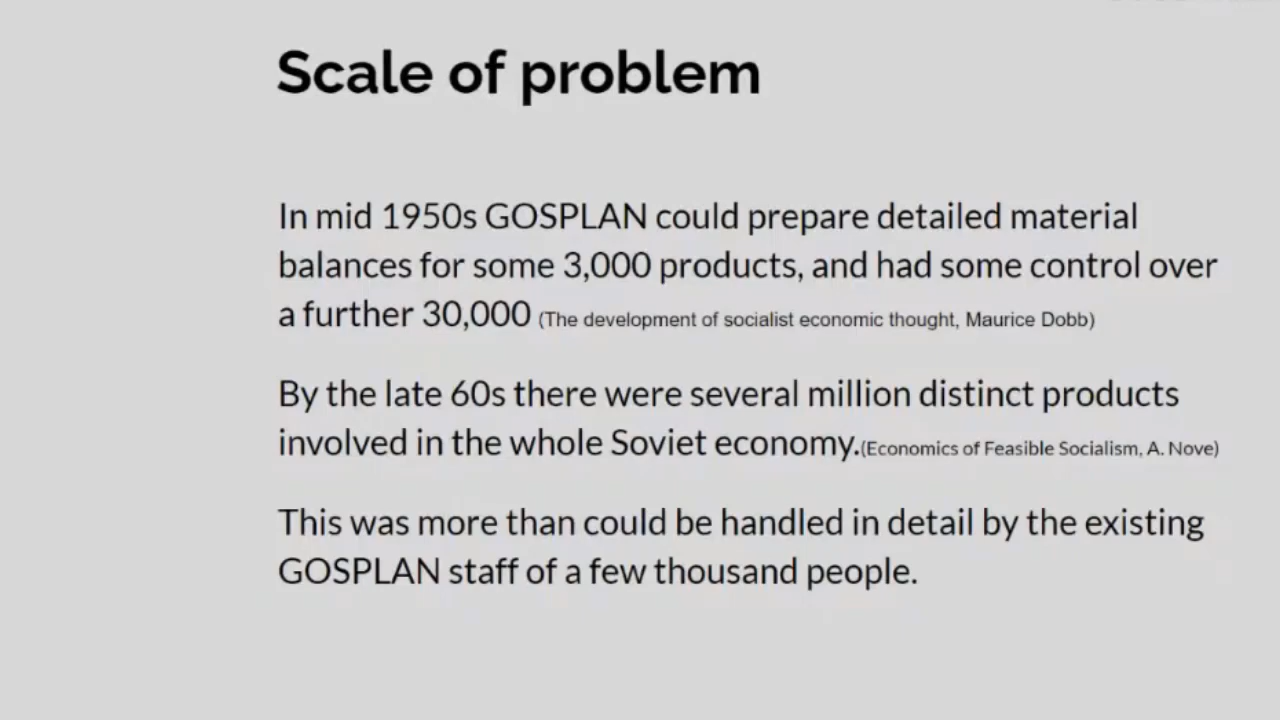 Scale of problem
In mid 1950s GOSPLAN could prepare detailed material
balances for some 3,000 products, and had some control over
a further 30,000 (The development of socialist economic thought, Maurice Dobb)
By the late 60s there were several million distinct products
involved in the whole Soviet economy.(Economics of Feasible Socialism, A. Nove)
This was more than could be handled in detail by the existing
GOSPLAN staff of a few thousand people.